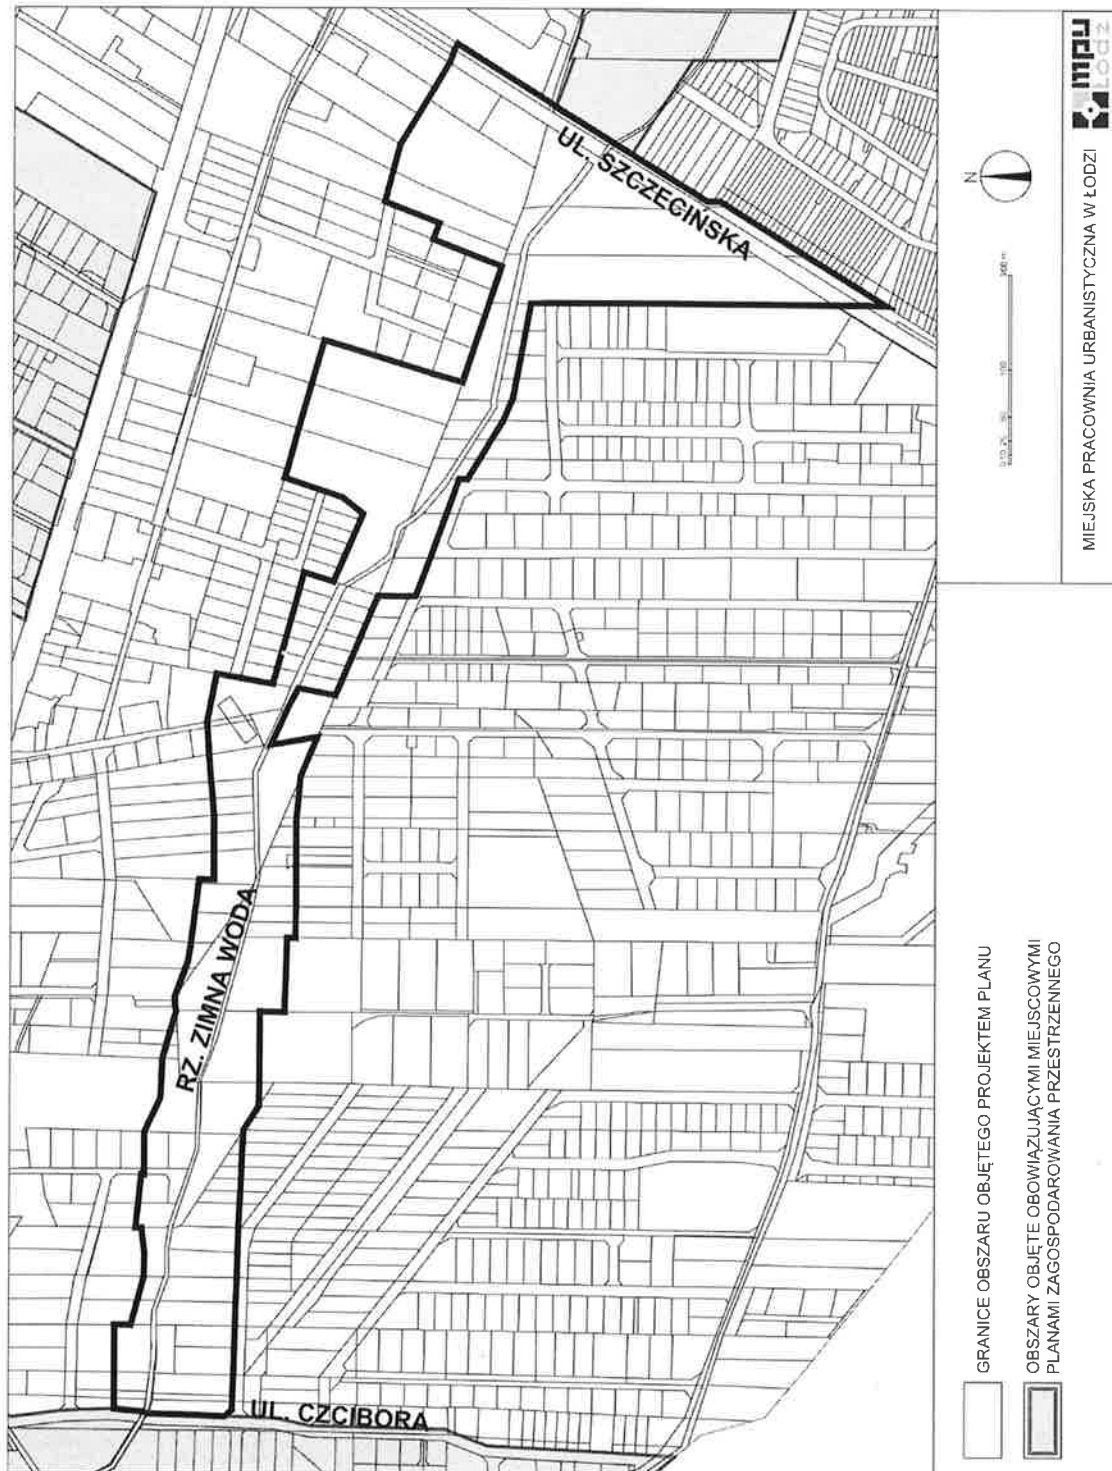 UL. SZCZECIŃSKA
RZ. ZIMNA WODA
UL. CZCIBORA
GRANICE OBSZARU OBJĘTEGO PROJEKTEM PLANU
OBSZARY OBJĘTE OBOWIĄZUJĄCYMI MIEJSCOWYMI
PLANAMI ZAGOSPODAROWANIA PRZESTRZENNEGO
N
100
MIEJSKA PRACOWNIA URBANISTYCZNA W ŁODZI
mpu
ŁÓDŹ